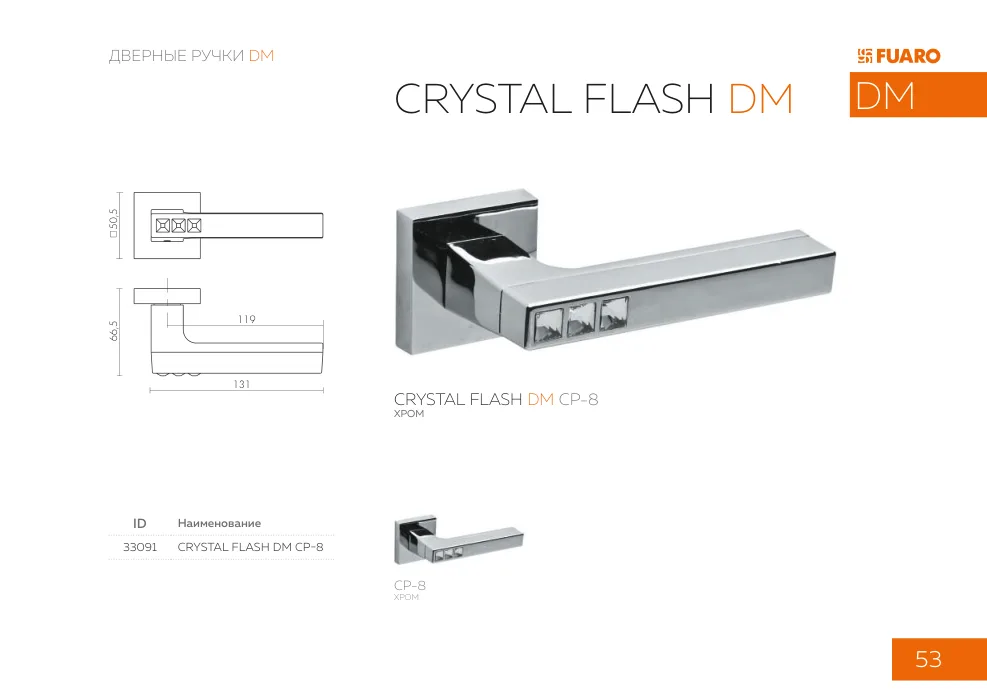 ДВЕРНЫЕ РУЧКИ DM
FUARO
CRYSTAL FLASH DM
DM
□50,5
66,5
119
131
CRYSTAL FLASH DM CP-8
ХРОМ
ID Наименование
33091 CRYSTAL FLASH DM CP-8
CP-8
ХРОМ
53